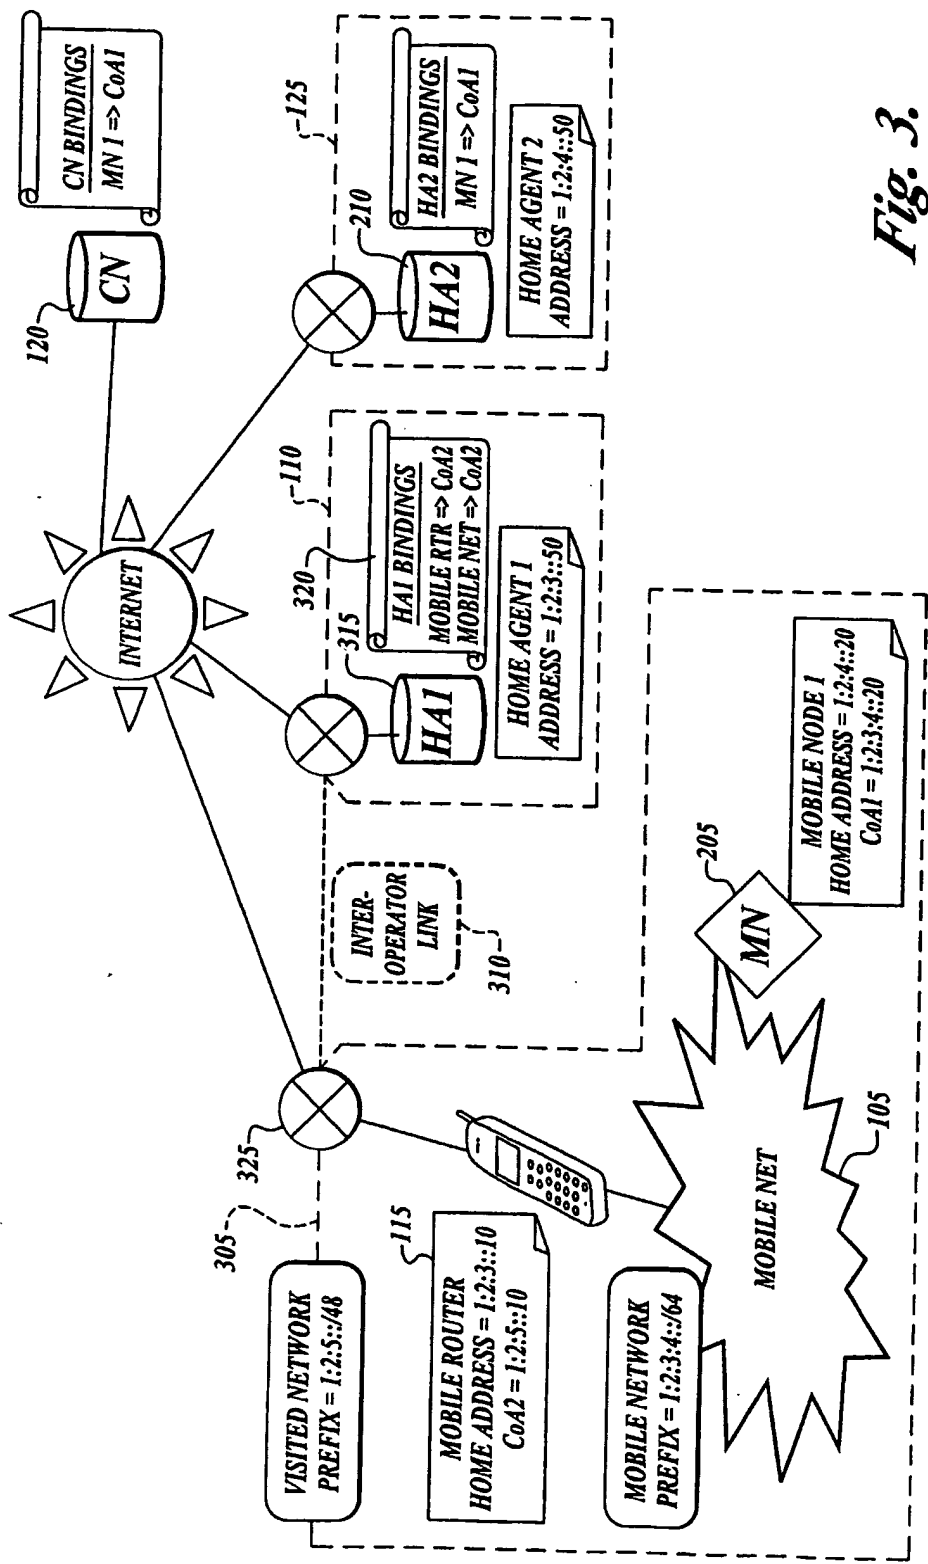 120
CN
CN BINDINGS
MN 1 => CoA1
INTERNET
125
210
HA2
HA2 BINDINGS
MN 1 => CoA1
HOME AGENT 2
ADDRESS = 1:2:4::50
110
320
315
HA1
HA1 BINDINGS
MOBILE RTR => CoA2
MOBILE NET => CoA2
HOME AGENT 1
ADDRESS = 1:2:3::50
INTER-
OPERATOR
LINK
310
325
305
VISITED NETWORK
PREFIX = 1:2:5::/48
115
MOBILE ROUTER
HOME ADDRESS = 1:2:3::10
CoA2 = 1:2:5::10
MOBILE NETWORK
PREFIX = 1:2:3:4::/64
MOBILE NET
105
205
MN
MOBILE NODE 1
HOME ADDRESS = 1:2:4::20
CoA1 = 1:2:3:4::20
Fig. 3.